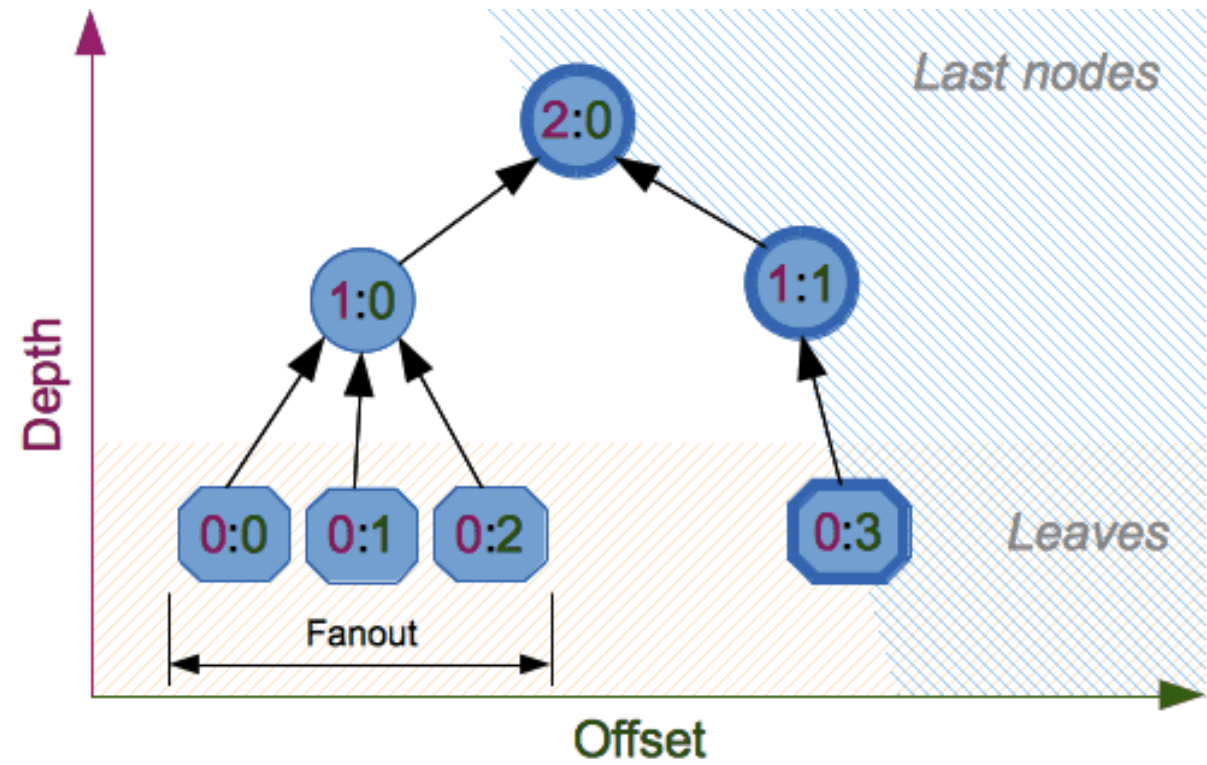 Last nodes
2:0
1:0
1:1
Depth
0:0 0:1 0:2 0:3
Leaves
Fanout
Offset